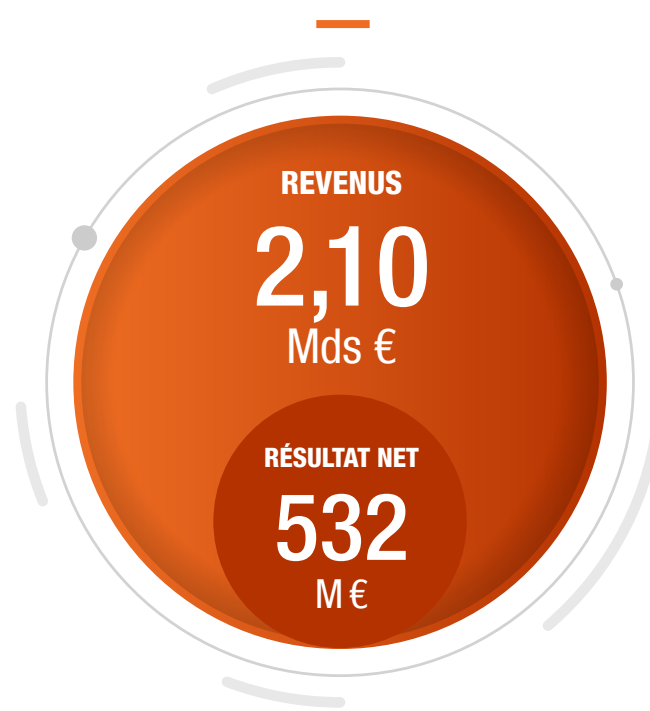 REVENUS
2,10
Mds €
RÉSULTAT NET
532
M €